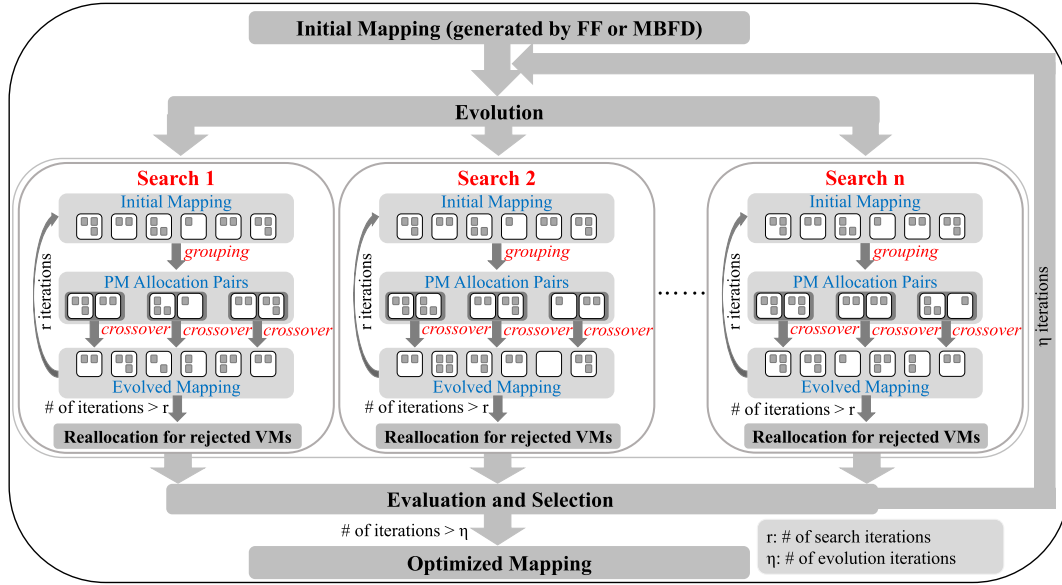 Initial Mapping (generated by FF or MBFD)
Evolution
Search 1
Initial Mapping
grouping
PM Allocation Pairs
crossover crossover crossover
Evolved Mapping
r iterations
# of iterations > r
Reallocation for rejected VMs
Search 2
Initial Mapping
grouping
PM Allocation Pairs
crossover crossover crossover
Evolved Mapping
r iterations
# of iterations > r
Reallocation for rejected VMs
......
Search n
Initial Mapping
grouping
PM Allocation Pairs
crossover crossover crossover
Evolved Mapping
r iterations
# of iterations > r
Reallocation for rejected VMs
η iterations
Evaluation and Selection
# of iterations > η
Optimized Mapping
r: # of search iterations
η: # of evolution iterations